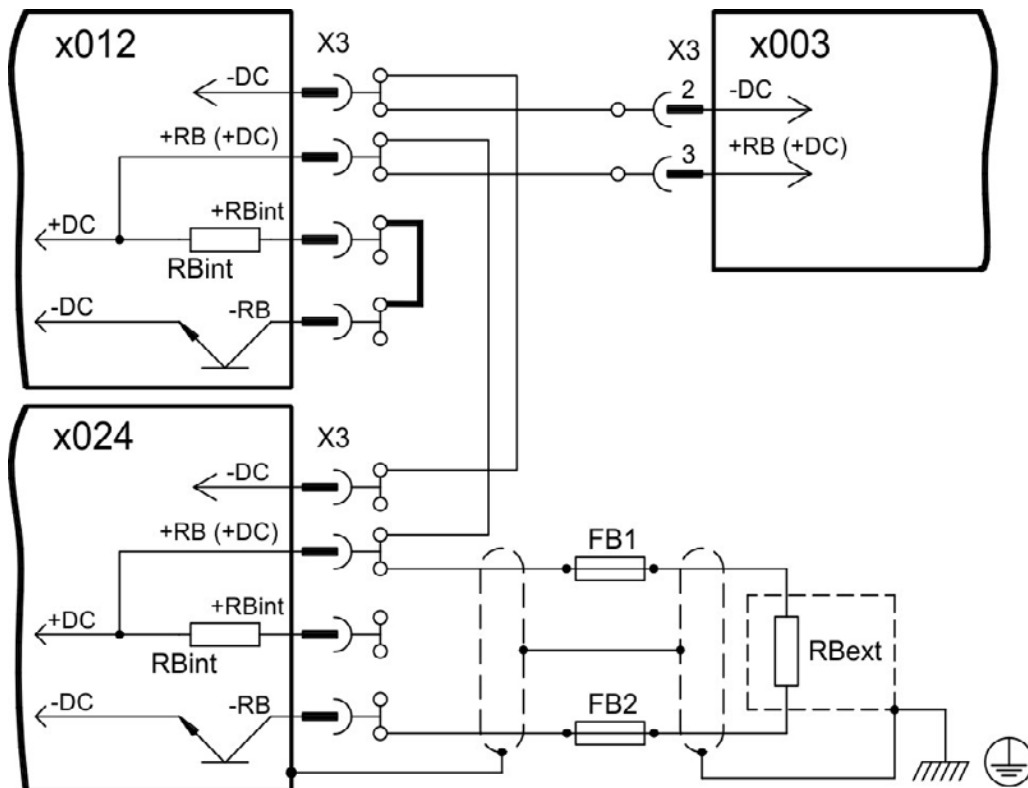 x012
X3
-DC
+RB (+DC)
+DC
+RBint
RBint
-DC
-RB
X3
x003
2
-DC
3
+RB (+DC)
x024
X3
-DC
+RB (+DC)
+DC
+RBint
RBint
-DC
-RB
FB1
FB2
RBext